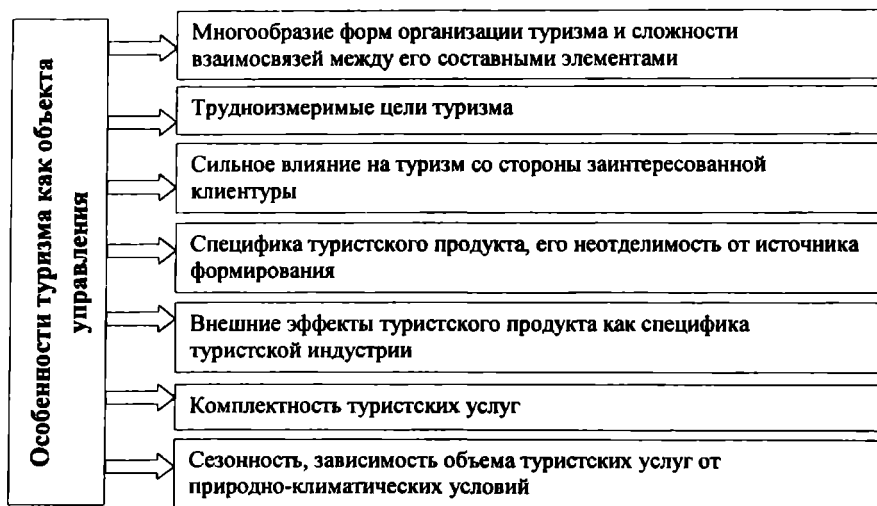 Особенности туризма как объекта
управления
Многообразие форм организации туризма и сложности
взаимосвязей между его составными элементами
Трудноизмеримые цели туризма
Сильное влияние на туризм со стороны заинтересованной
клиентуры
Специфика туристского продукта, его неотделимость от источника
формирования
Внешние эффекты туристского продукта как специфика
туристской индустрии
Комплектность туристских услуг
Сезонность, зависимость объема туристских услуг от
природно-климатических условий